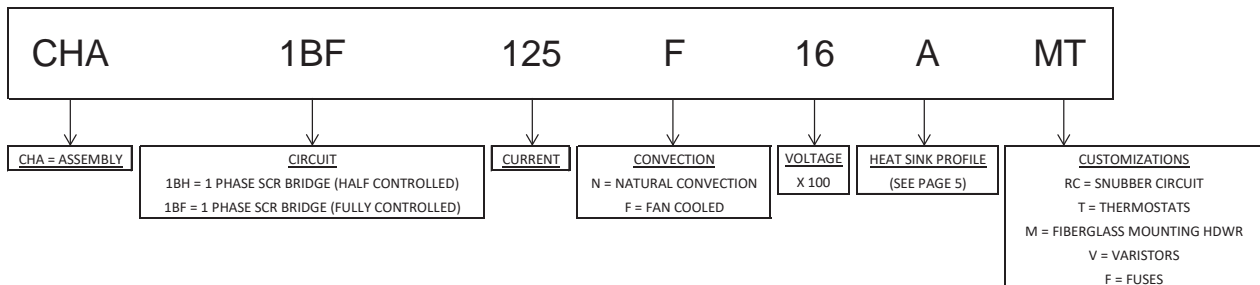 CHA 1BF 125 F 16 A MT
CHA = ASSEMBLY
CIRCUIT
1BH = 1 PHASE SCR BRIDGE (HALF CONTROLLED)
1BF = 1 PHASE SCR BRIDGE (FULLY CONTROLLED)
CURRENT
CONVECTION
N = NATURAL CONVECTION
F = FAN COOLED
VOLTAGE
X 100
HEAT SINK PROFILE
(SEE PAGE 5)
CUSTOMIZATIONS
RC = SNUBBER CIRCUIT
T = THERMOSTATS
M = FIBERGLASS MOUNTING HDWR
V = VARISTORS
F = FUSES